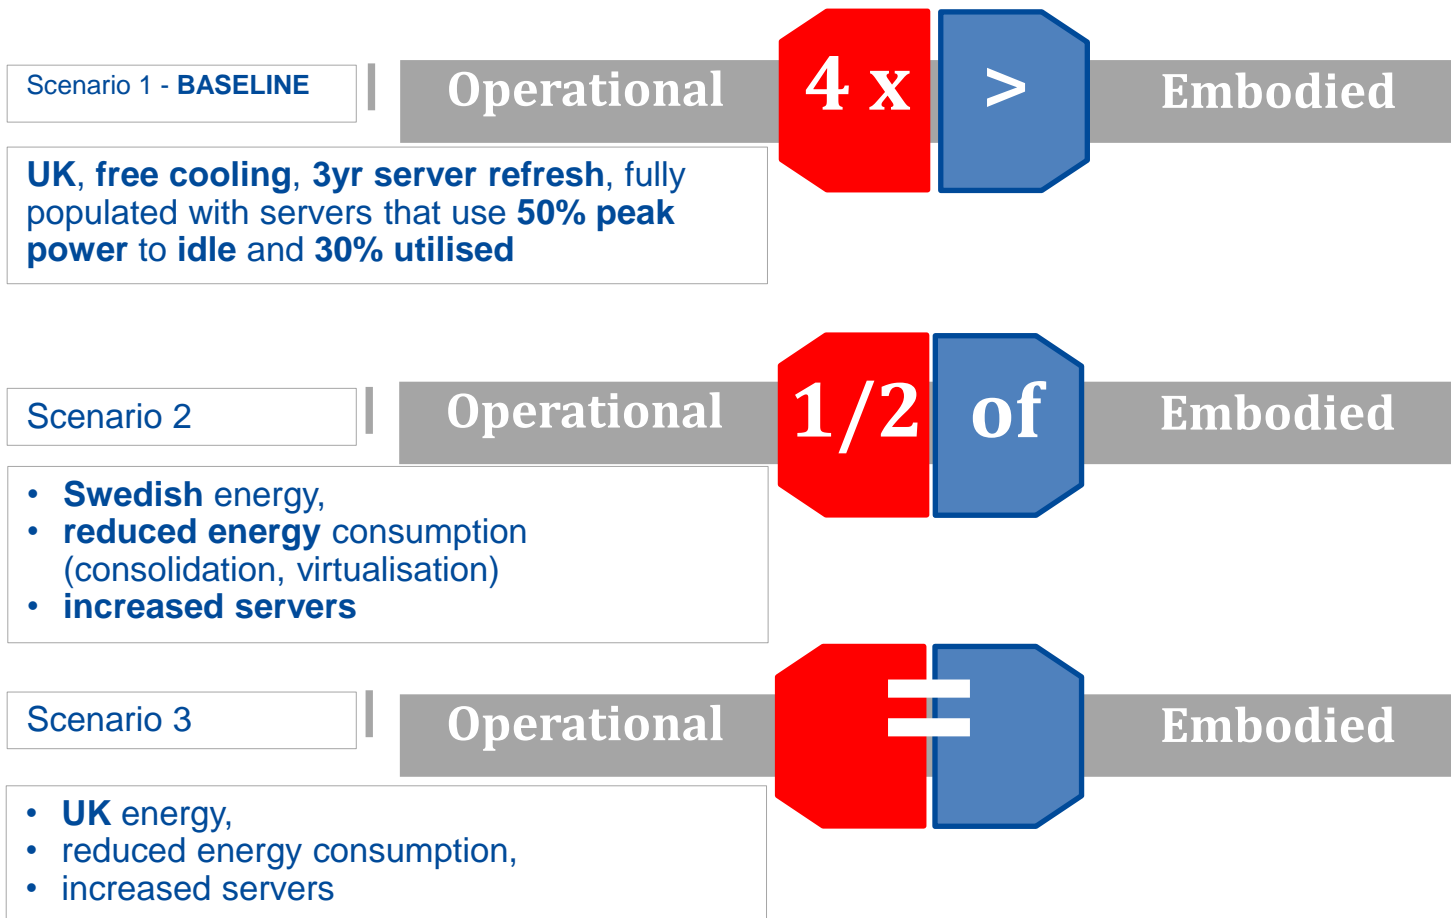 Scenario 1 - BASELINE
Operational 4 x > Embodied
UK, free cooling, 3yr server refresh, fully
populated with servers that use 50% peak
power to idle and 30% utilised
Scenario 2
Operational 1/2 of Embodied
• Swedish energy,
• reduced energy consumption
(consolidation, virtualisation)
• increased servers
Scenario 3
Operational = Embodied
• UK energy,
• reduced energy consumption,
• increased servers